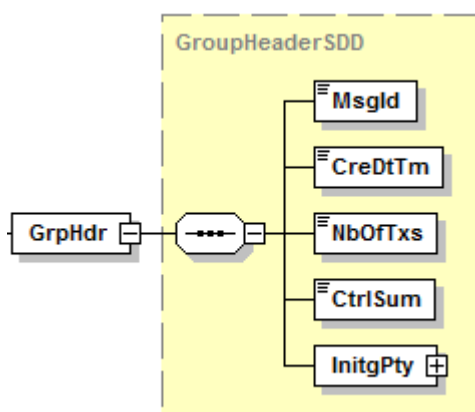 GroupHeaderSDD
MsgId
CreDtTm
GrpHdr
NbOfTxs
CtrlSum
InitgPty